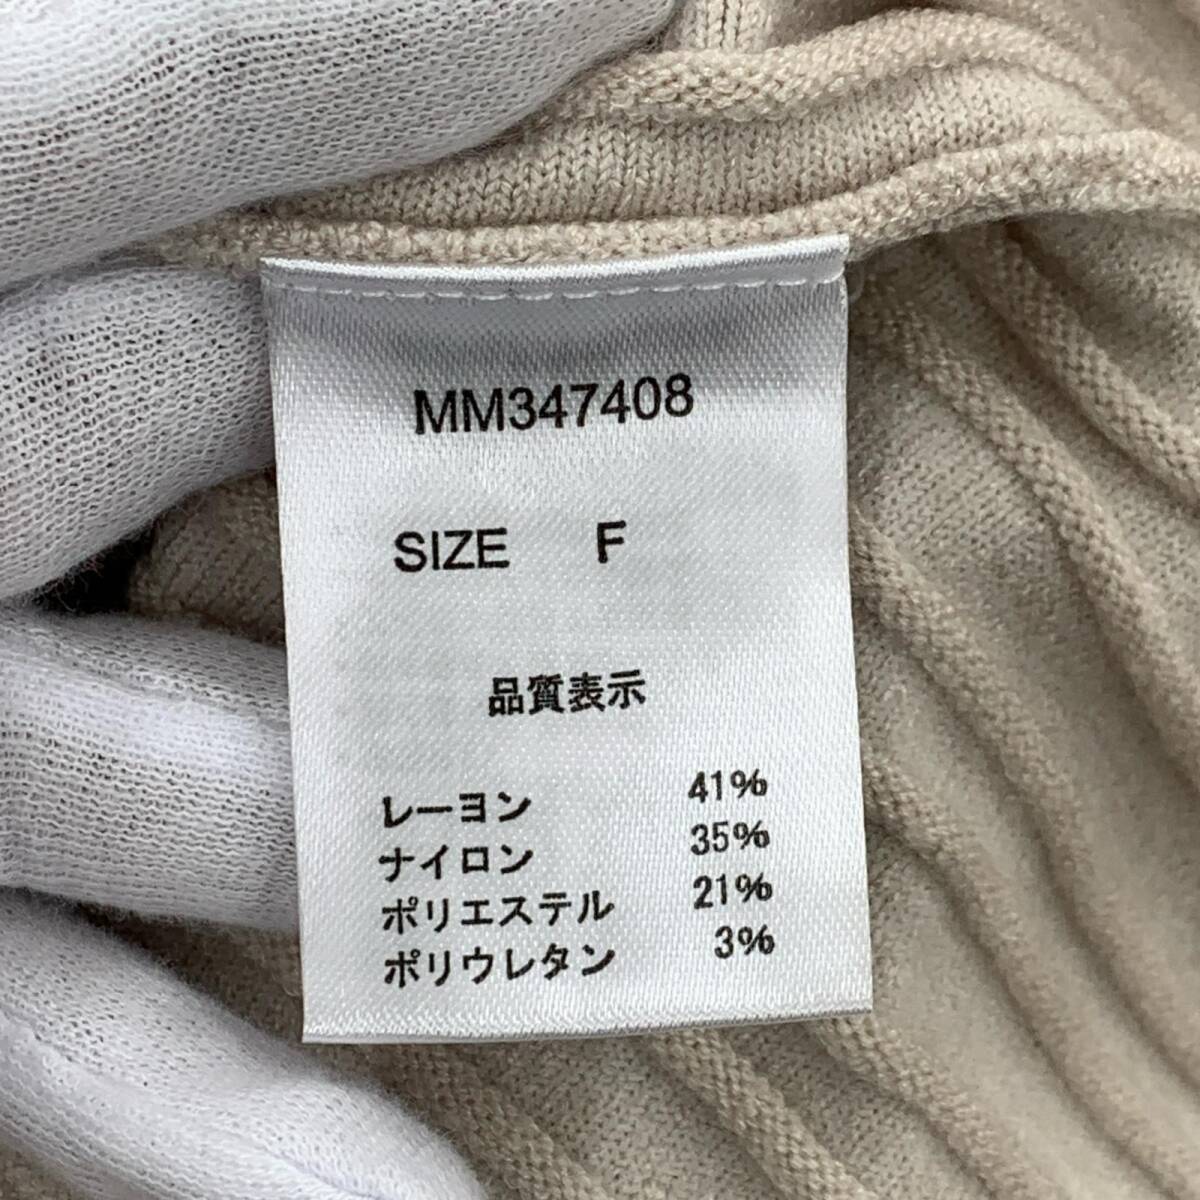 MM347408
SIZE F
品質表示
レーヨン 41%
ナイロン 35%
ポリエステル 21%
ポリウレタン 3%